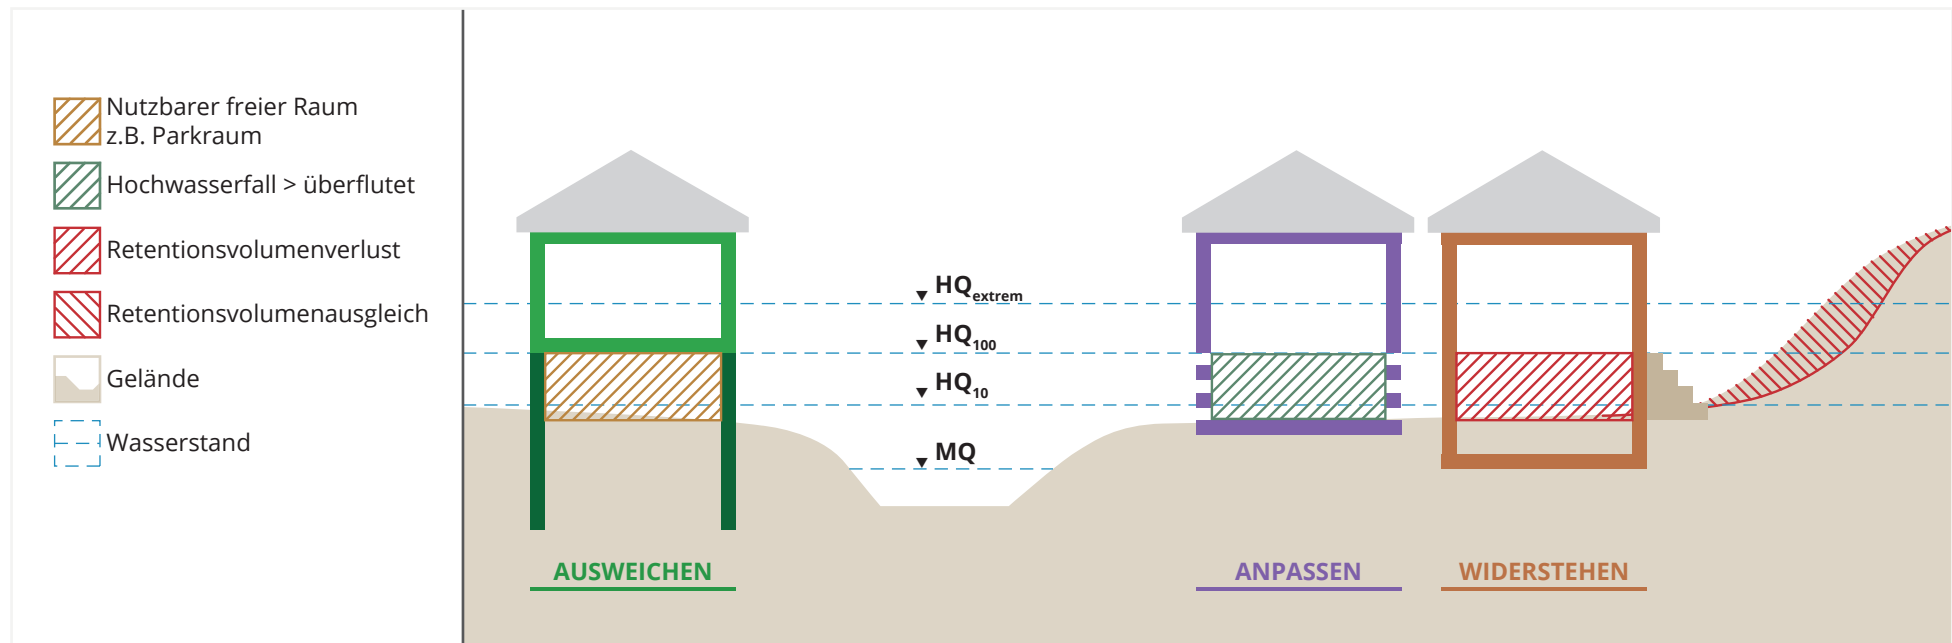 Nutzbarer freier Raum
z.B. Parkraum
Hochwasserfall > überflutet
Retentionsvolumenverlust
Retentionsvolumenausgleich
Gelände
Wasserstand
HQextrem
HQ100
HQ10
MQ
AUSWEICHEN
ANPASSEN
WIDERSTEHEN